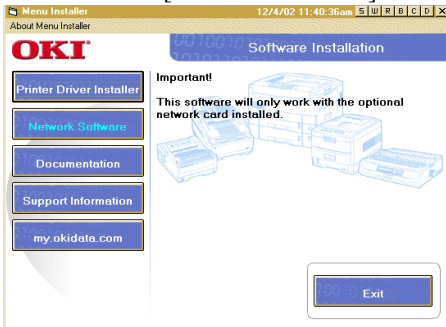 Menu Installer 12/4/02 11:40:36am S W R B C D X
About Menu Installer
OKI
Software Installation
Printer Driver Installer
Network Software
Documentation
Support Information
my.okidata.com
Important!
This software will only work with the optional
network card installed.
Exit